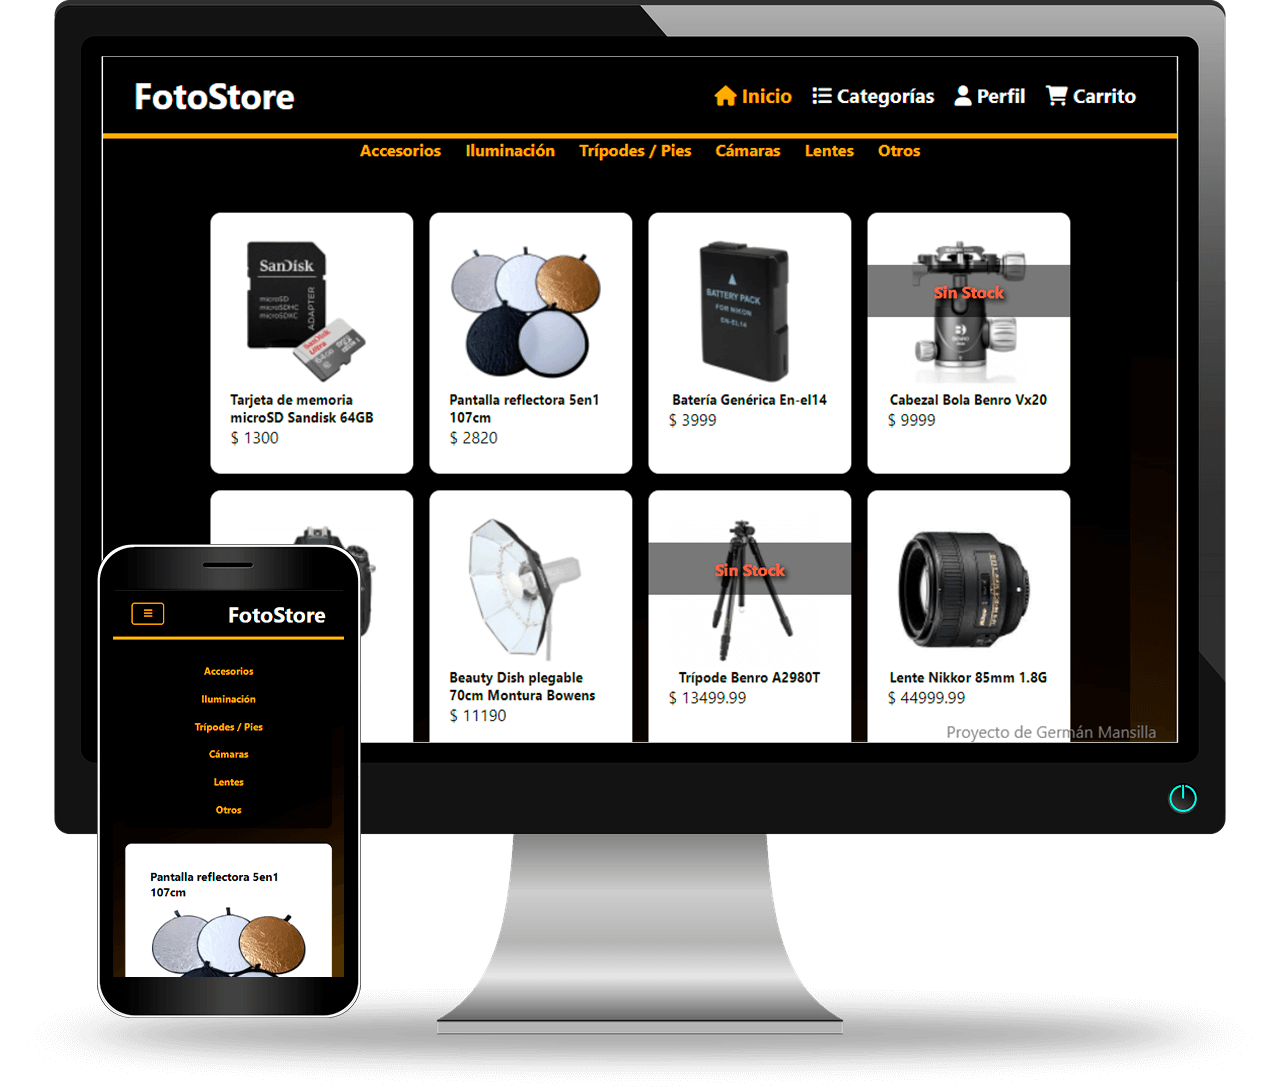 FotoStore
Inicio Categorías Perfil Carrito
Accesorios Iluminación Trípodes / Pies Cámaras Lentes Otros
SanDisk
microSD
microSDHC
microSDXC
ADAPTER
SanDisk
Ultra
64GB
Tarjeta de memoria
microSD Sandisk 64GB
$ 1300
Pantalla reflectora 5en1
107cm
$ 2820
BATTERY PACK
FOR NIKON
EN-EL14
Batería Genérica En-el14
$ 3999
Sin Stock
BENRO
Cabezal Bola Benro Vx20
$ 9999
Beauty Dish plegable
70cm Montura Bowens
$ 11190
Sin Stock
Trípode Benro A2980T
$ 13499.99
Lente Nikkor 85mm 1.8G
$ 44999.99
Proyecto de Germán Mansilla
FotoStore
Accesorios
Iluminación
Trípodes / Pies
Cámaras
Lentes
Otros
Pantalla reflectora 5en1
107cm